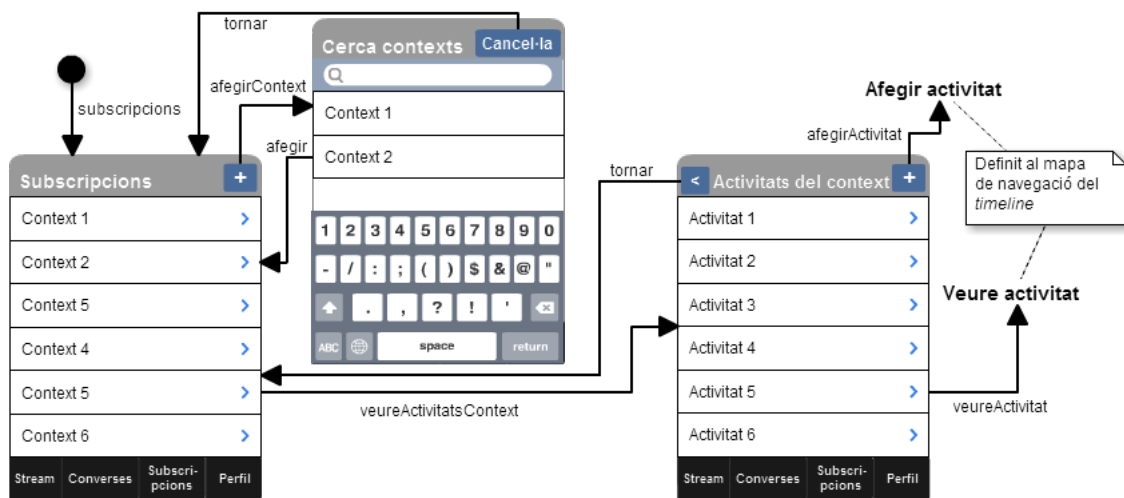 tornar
Cerca contexts
Cancel·la
subscripcions
afegirContext
Context 1
afegir
Context 2
1 2 3 4 5 6 7 8 9 0
- / : ; ( ) $ & @ "
. , ? ! '
ABC
space
return
Subscripcions
+
Context 1 >
Context 2 >
Context 5 >
Context 4 >
Context 5 >
Context 6 >
Stream
Converses
Subscri-
pcions
Perfil
tornar
veureActivitatsContext
<
Activitats del context
+
Activitat 1 >
Activitat 2 >
Activitat 3 >
Activitat 4 >
Activitat 5 >
Activitat 6 >
Stream
Converses
Subscri-
pcions
Perfil
Afegir activitat
afegirActivitat
Definit al mapa
de navegació del
timeline
Veure activitat
veureActivitat